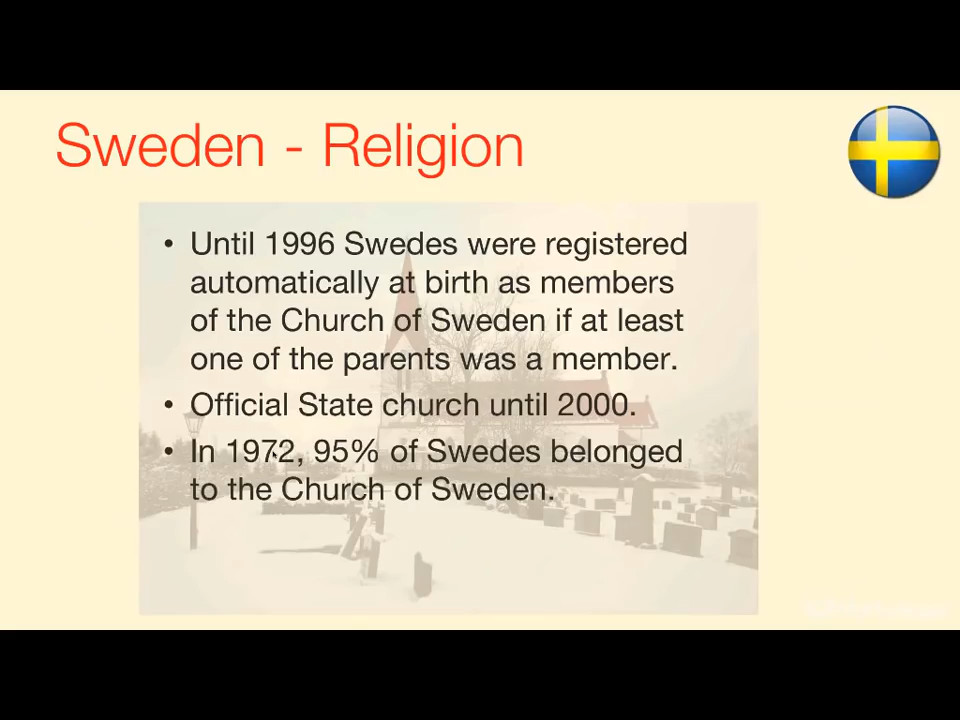 Sweden - Religion
• Until 1996 Swedes were registered
automatically at birth as members
of the Church of Sweden if at least
one of the parents was a member.
• Official State church until 2000.
• In 1972, 95% of Swedes belonged
to the Church of Sweden.